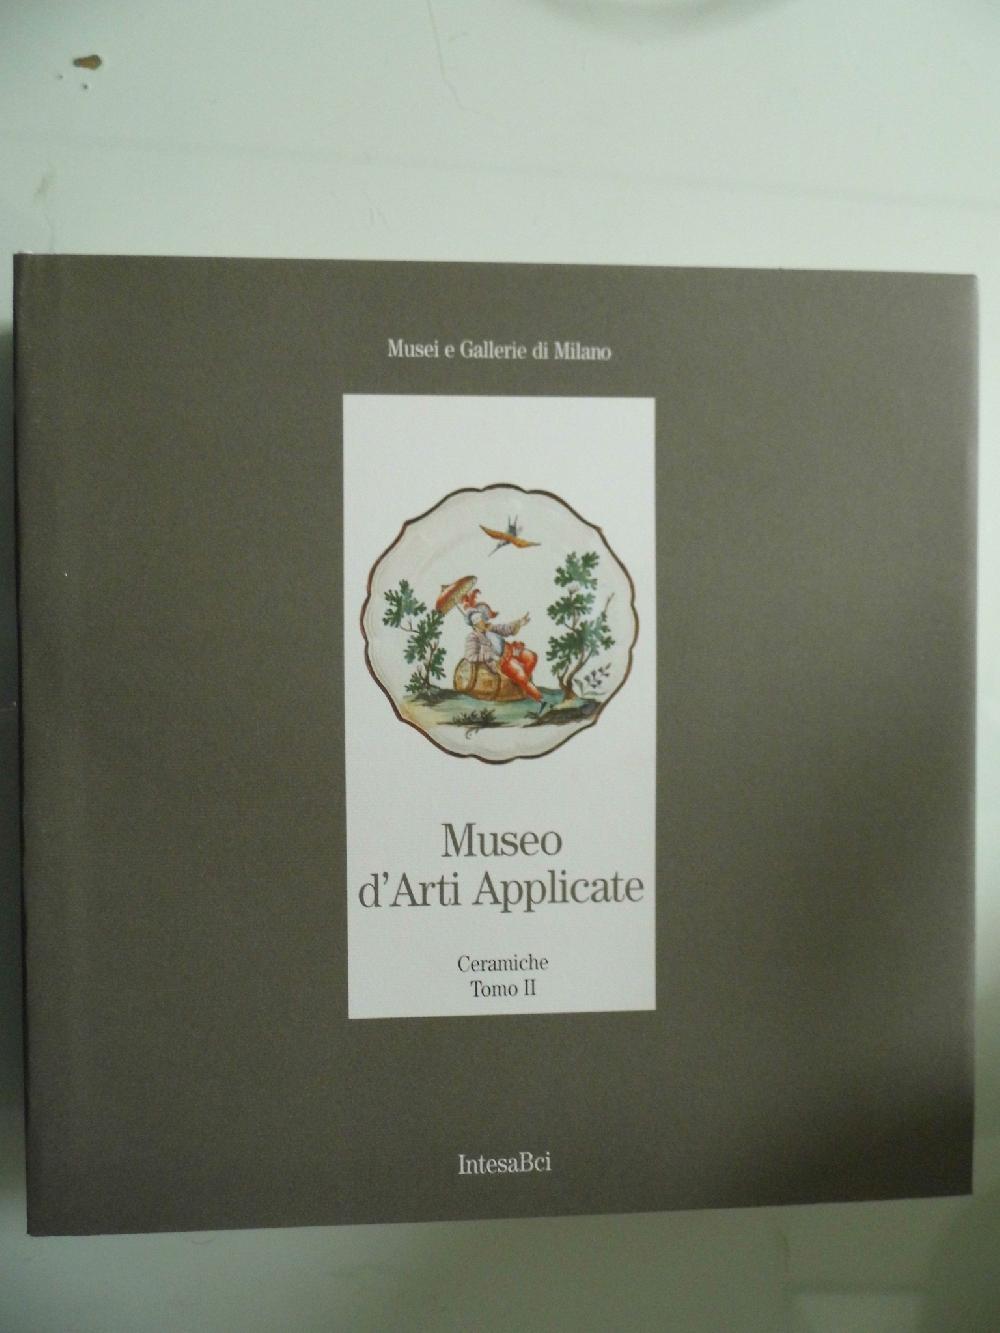 Musei e Gallerie di Milano
Museo
d'Arti Applicate
Ceramiche
Tomo II
IntesaBci